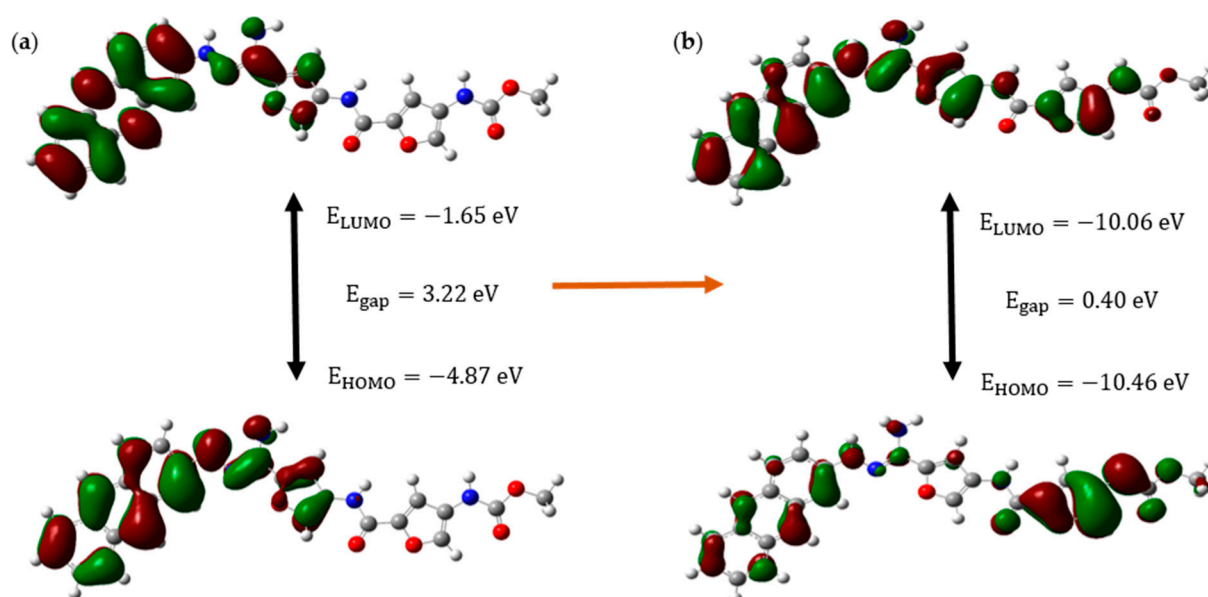 (a)
E_LUMO = −1.65 eV
E_gap = 3.22 eV
E_HOMO = −4.87 eV
(b)
E_LUMO = −10.06 eV
E_gap = 0.40 eV
E_HOMO = −10.46 eV